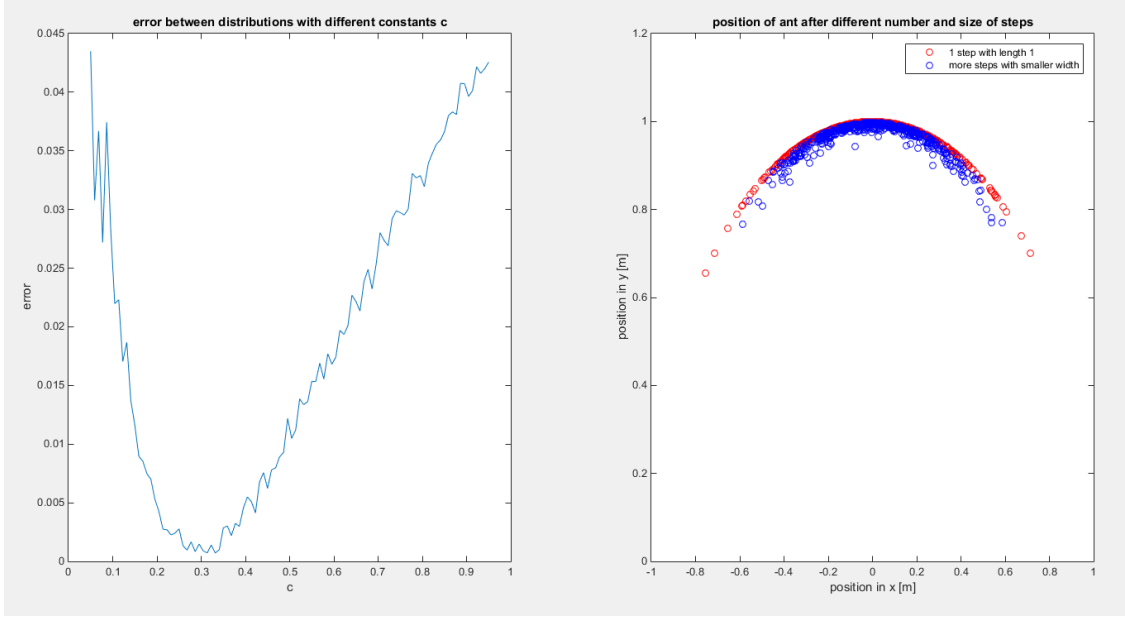 error between distributions with different constants c
0.045
0.04
0.035
0.03
0.025
0.02
0.015
0.01
0.005
0
error
0 0.1 0.2 0.3 0.4 0.5 0.6 0.7 0.8 0.9 1
c
position of ant after different number and size of steps
1 step with length 1
more steps with smaller width
1.2
1
0.8
0.6
0.4
0.2
0
position in y [m]
-1 -0.8 -0.6 -0.4 -0.2 0 0.2 0.4 0.6 0.8 1
position in x [m]